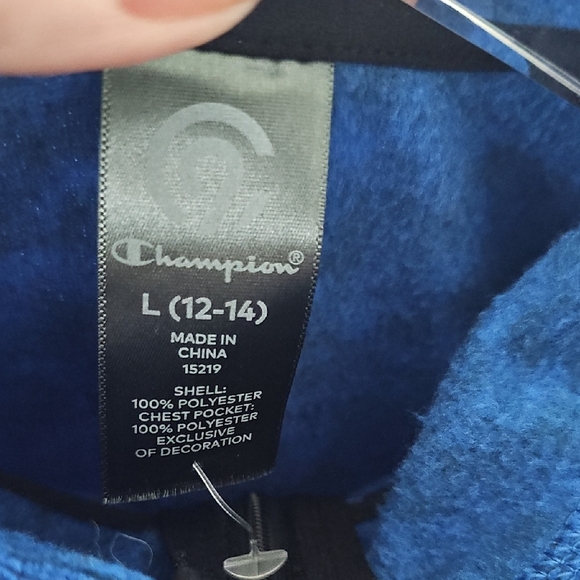 Champion®
L (12-14)
MADE IN
CHINA
15219
SHELL:
100% POLYESTER
CHEST POCKET:
100% POLYESTER
EXCLUSIVE
OF DECORATION